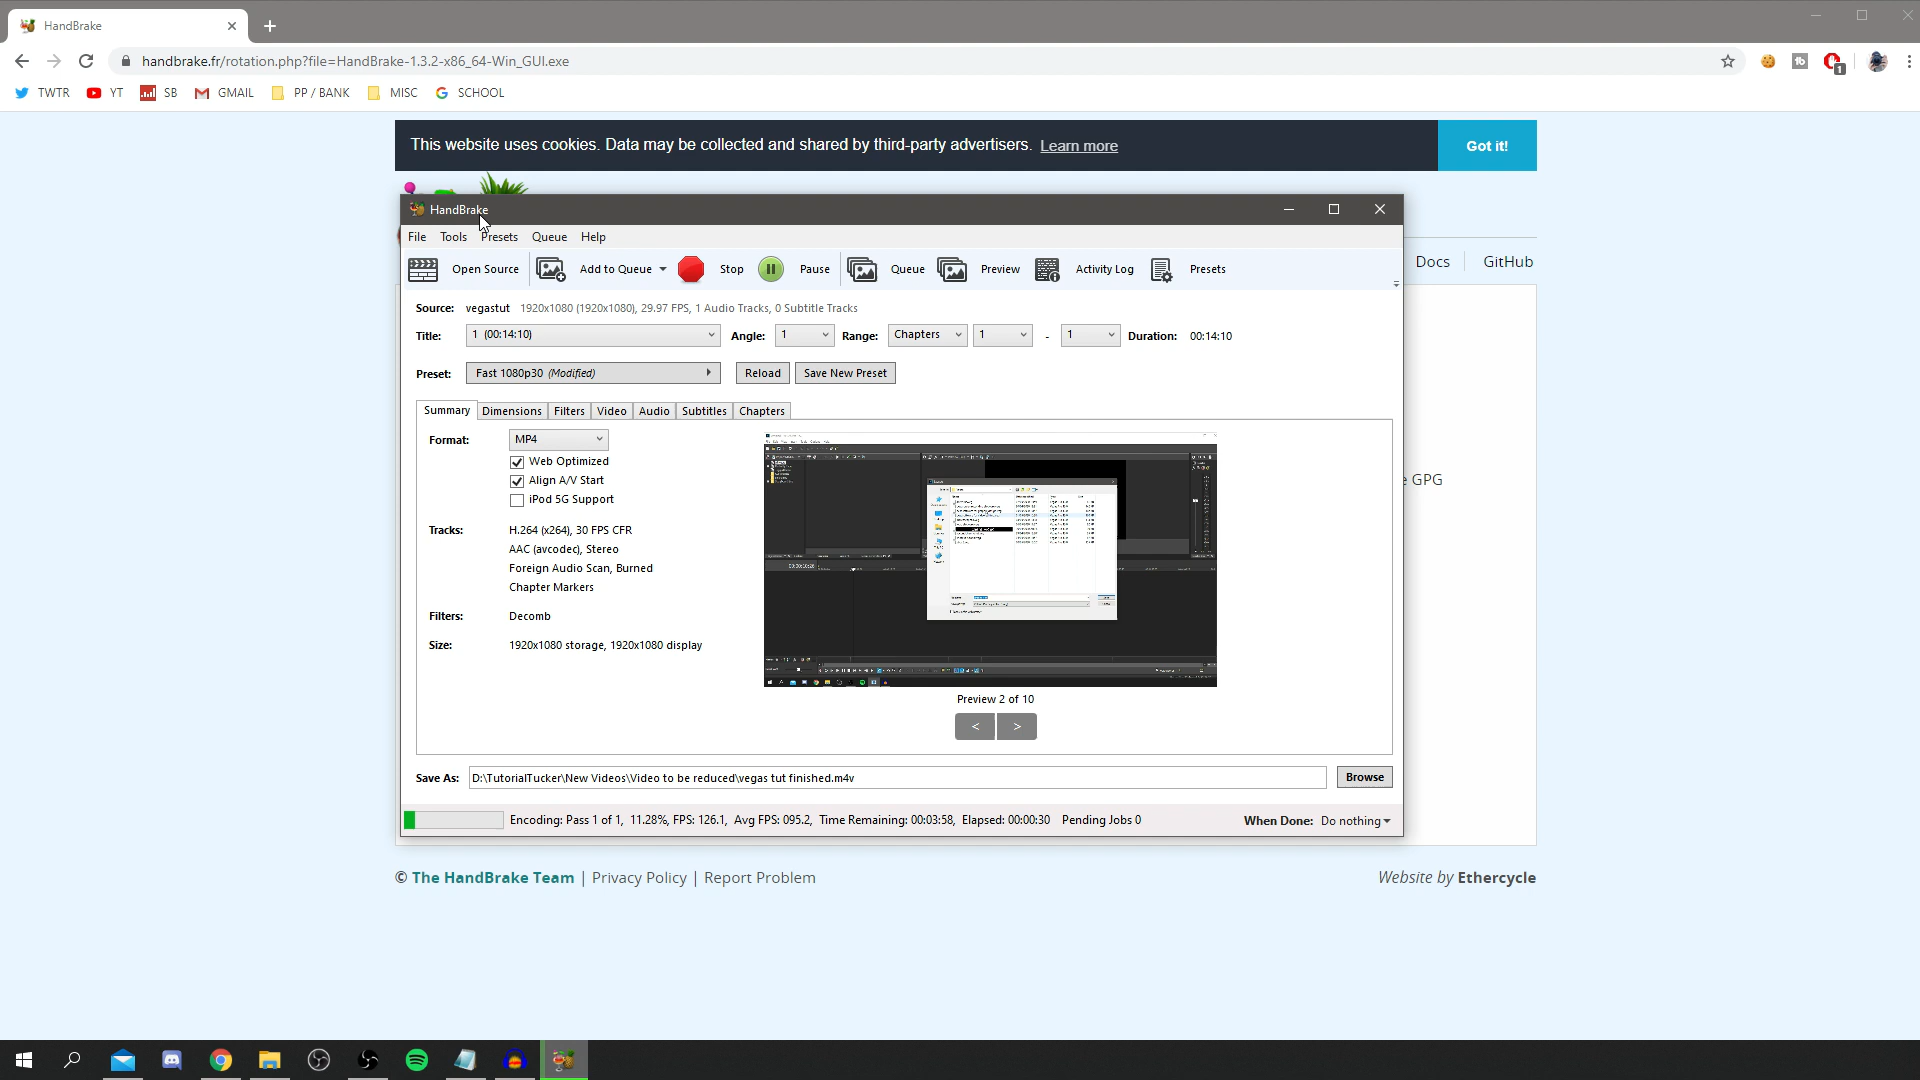 HandBrake
handbrake.fr/rotation.php?file=HandBrake-1.3.2-x86_64-Win_GUI.exe
1
TWTR YT SB GMAIL PP / BANK MISC SCHOOL
This website uses cookies. Data may be collected and shared by third-party advertisers. Learn more
Got it!
HandBrake
File Tools Presets Queue Help
Open Source Add to Queue Stop Pause Queue Preview Activity Log Presets
Docs GitHub
Source: vegastut 1920x1080 (1920x1080), 29.97 FPS, 1 Audio Tracks, 0 Subtitle Tracks
Title: 1 (00:14:10) Angle: 1 Range: Chapters 1 - 1 Duration: 00:14:10
Preset: Fast 1080p30 (Modified) Reload Save New Preset
Summary Dimensions Filters Video Audio Subtitles Chapters
Format: MP4
Web Optimized
Align A/V Start
iPod 5G Support
e GPG
Tracks: H.264 (x264), 30 FPS CFR
AAC (avcodec), Stereo
Foreign Audio Scan, Burned
Chapter Markers
Filters: Decomb
Size: 1920x1080 storage, 1920x1080 display
Preview 2 of 10
< >
Save As: D:\TutorialTucker\New Videos\Video to be reduced\vegas tut finished.m4v Browse
Encoding: Pass 1 of 1, 11.28%, FPS: 126.1, Avg FPS: 095.2, Time Remaining: 00:03:58, Elapsed: 00:00:30 Pending Jobs 0
When Done: Do nothing
© The HandBrake Team | Privacy Policy | Report Problem
Website by Ethercycle